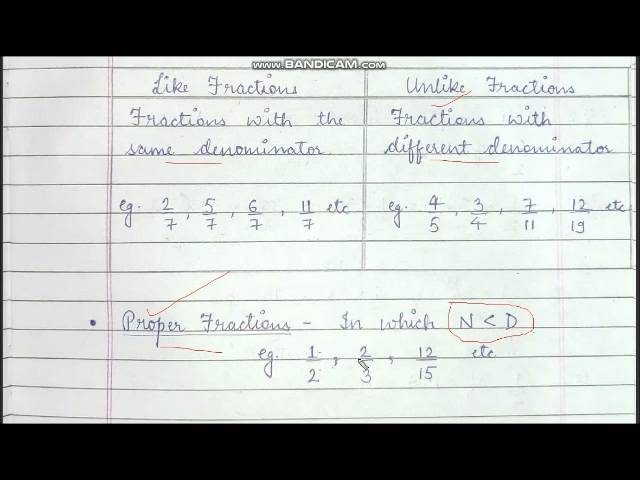 www.BANDICAM.com
Like Fractions
Unlike Fractions
Fractions with the
same denominator
Fractions with
different denominator
eg. 2/7, 5/7, 6/7, 11/7 etc
eg. 4/5, 3/4, 7/11, 12/19 etc
• Proper Fractions - In which N < D
eg. 1/2, 2/3, 12/15 etc